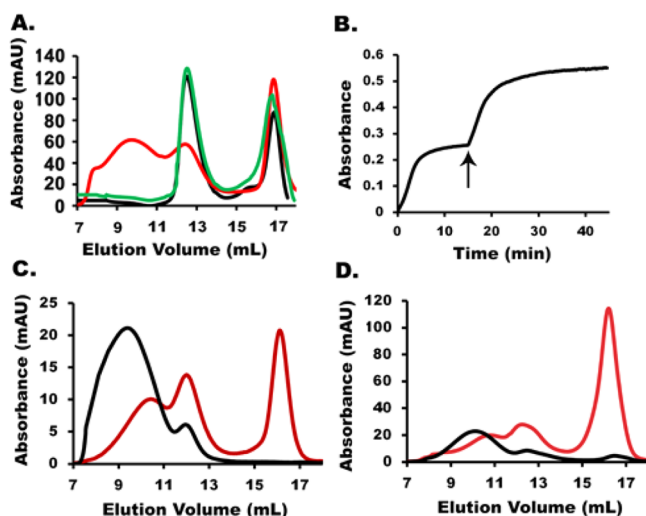 A.
Absorbance (mAU)
140
120
100
80
60
40
20
0
7 9 11 13 15 17
Elution Volume (mL)
B.
Absorbance
0.6
0.5
0.4
0.3
0.2
0.1
0
0 10 20 30 40
Time (min)
C.
Absorbance (mAU)
25
20
15
10
5
0
7 9 11 13 15 17
Elution Volume (mL)
D.
Absorbance (mAU)
120
100
80
60
40
20
0
7 9 11 13 15 17
Elution Volume (mL)